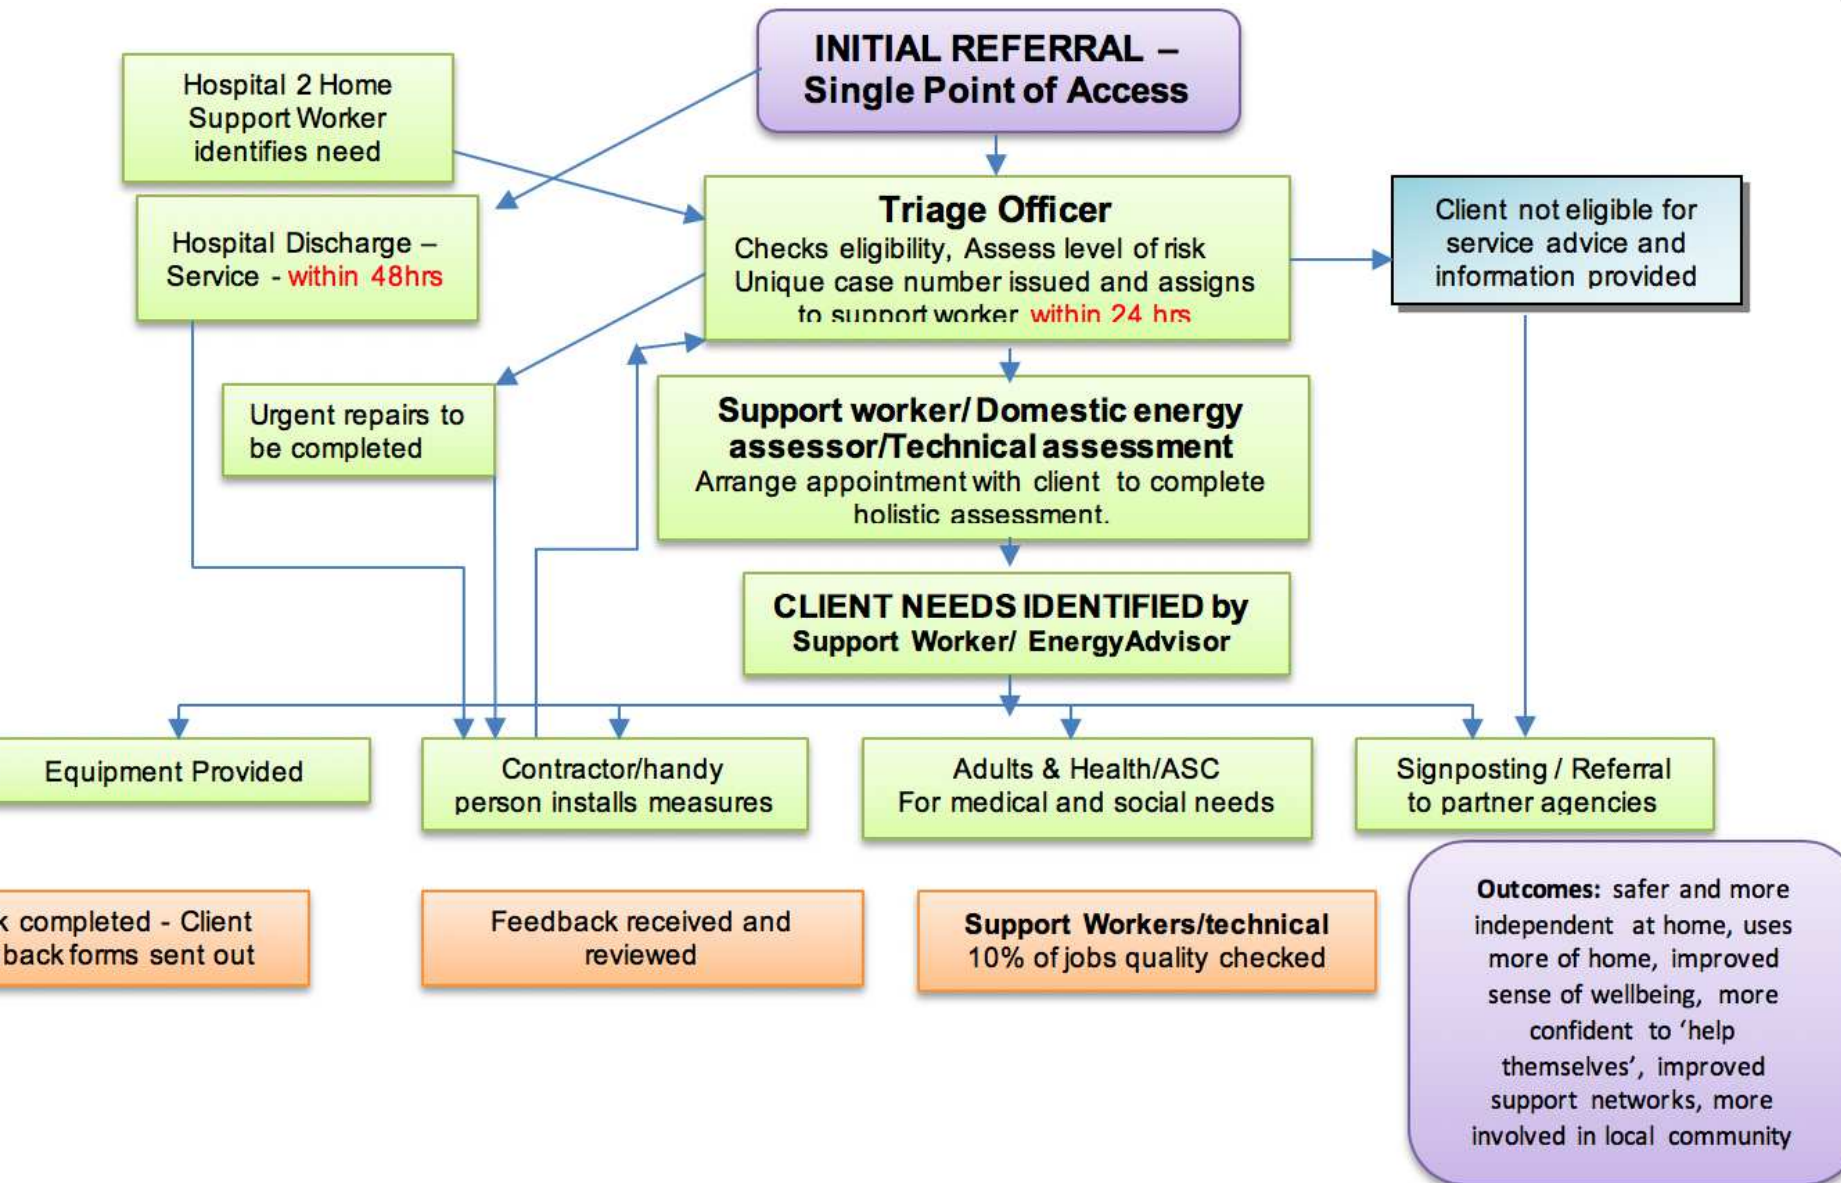 INITIAL REFERRAL –
Single Point of Access
Hospital 2 Home
Support Worker
identifies need
Hospital Discharge –
Service - within 48hrs
Triage Officer
Checks eligibility, Assess level of risk
Unique case number issued and assigns
to support worker within 24 hrs
Client not eligible for
service advice and
information provided
Urgent repairs to
be completed
Support worker/ Domestic energy
assessor/Technical assessment
Arrange appointment with client to complete
holistic assessment.
CLIENT NEEDS IDENTIFIED by
Support Worker/ Energy Advisor
Equipment Provided
Contractor/handy
person installs measures
Adults & Health/ASC
For medical and social needs
Signposting / Referral
to partner agencies
completed - Client
back forms sent out
Feedback received and
reviewed
Support Workers/technical
10% of jobs quality checked
Outcomes: safer and more
independent at home, uses
more of home, improved
sense of wellbeing, more
confident to ‘help
themselves’, improved
support networks, more
involved in local community